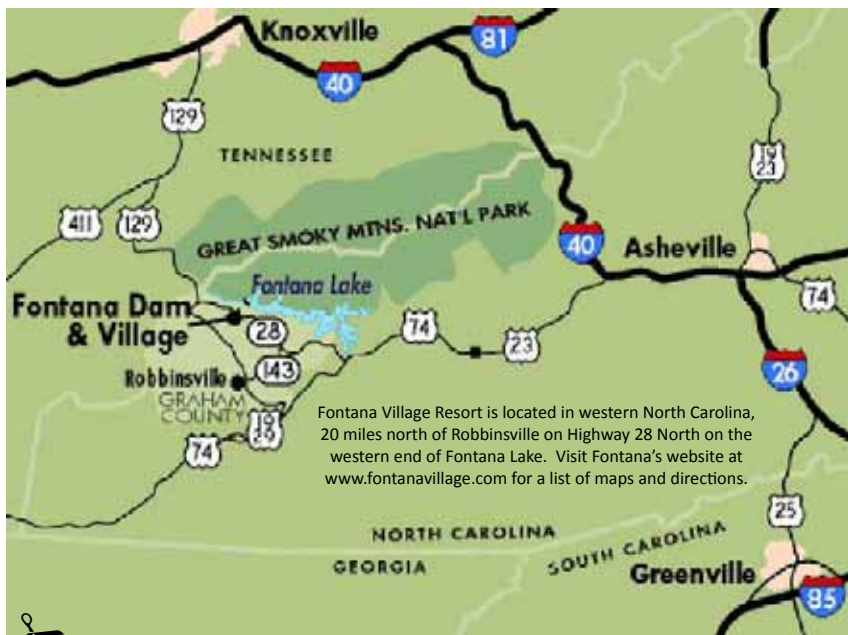 Knoxville
81
40
129
TENNESSEE
19
23
411
129
GREAT SMOKY MTNS. NAT'L PARK
40
Asheville
Fontana Lake
74
Fontana Dam
& Village
28
74
23
26
143
Robbinsville
GRAHAM
COUNTY
19
74
Fontana Village Resort is located in western North Carolina,
20 miles north of Robbinsville on Highway 28 North on the
western end of Fontana Lake. Visit Fontana's website at
www.fontanavillage.com for a list of maps and directions.
25
NORTH CAROLINA
SOUTH CAROLINA
GEORGIA
Greenville
85